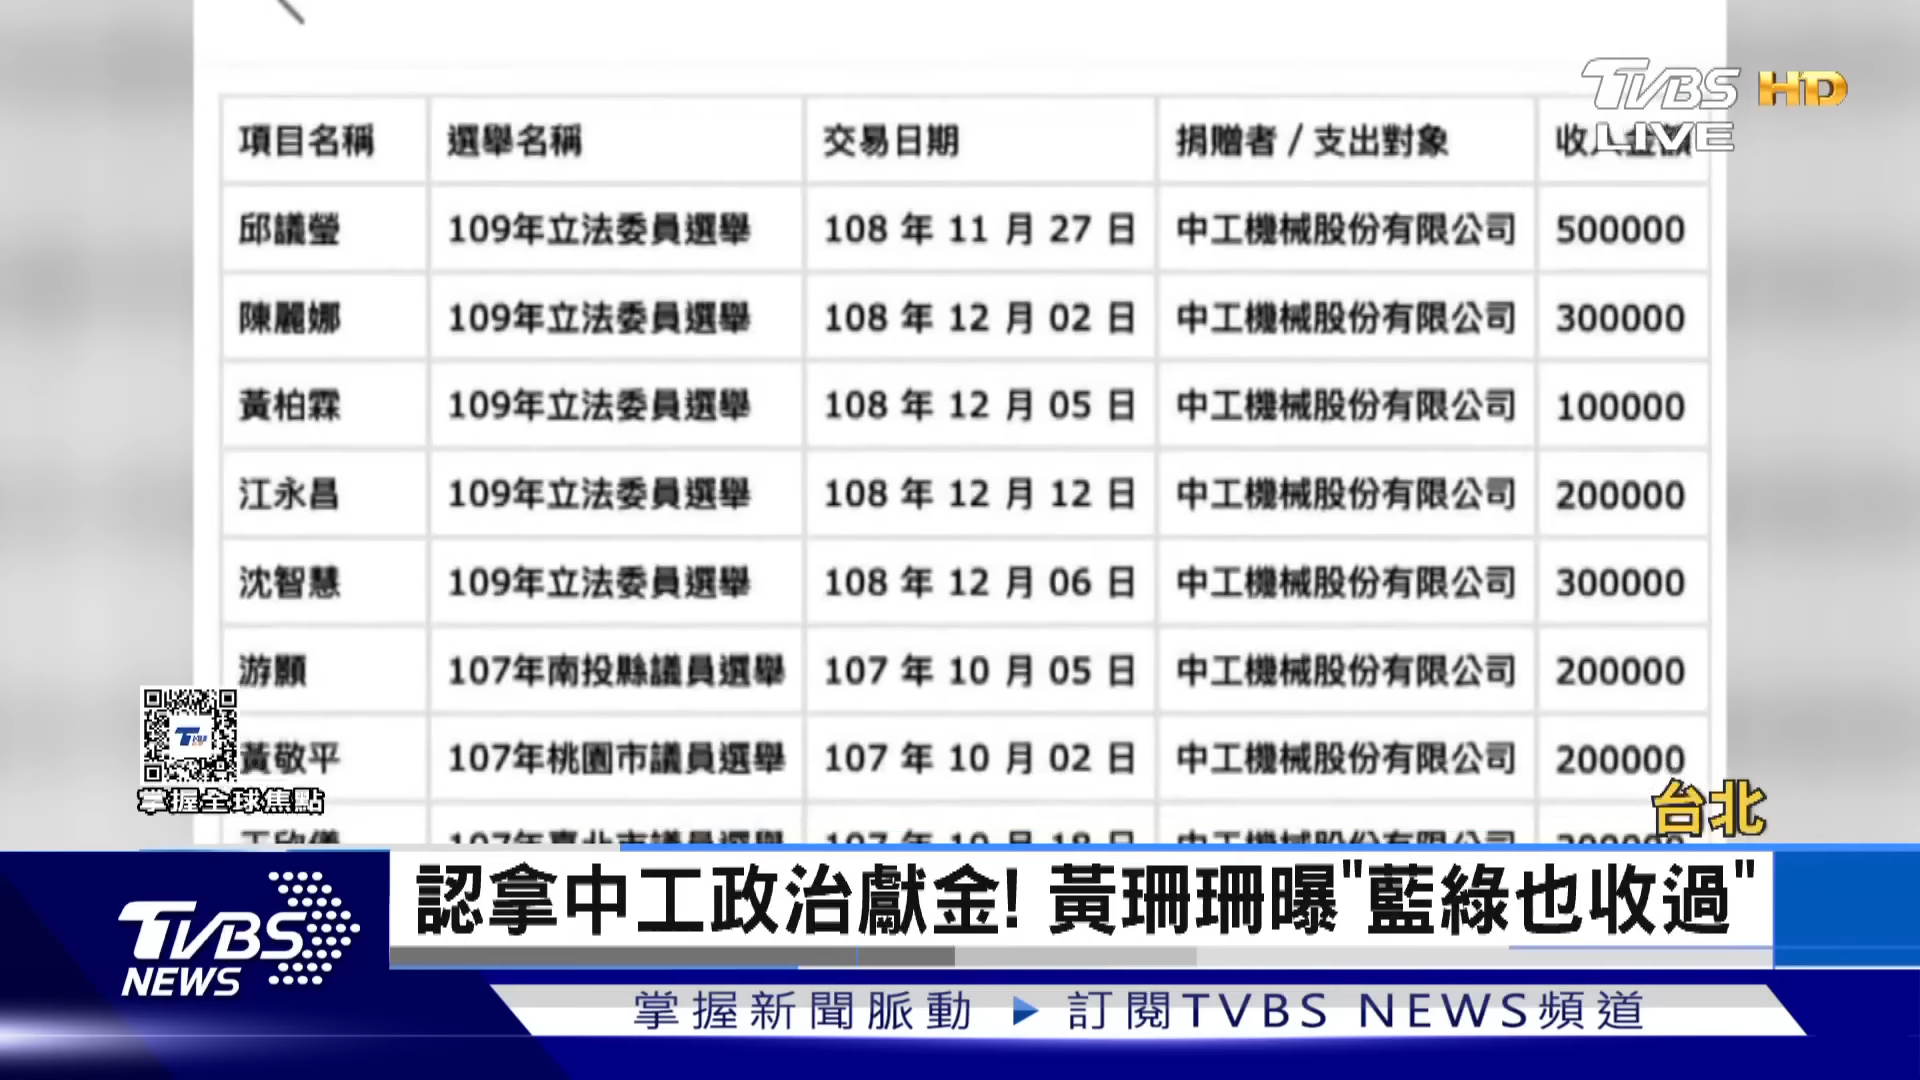 TVBS HD
LIVE
項目名稱 選舉名稱 交易日期 捐贈者 / 支出對象
邱議瑩 109年立法委員選舉 108 年 11 月 27 日 中工機械股份有限公司 500000
陳麗娜 109年立法委員選舉 108 年 12 月 02 日 中工機械股份有限公司 300000
黃柏霖 109年立法委員選舉 108 年 12 月 05 日 中工機械股份有限公司 100000
江永昌 109年立法委員選舉 108 年 12 月 12 日 中工機械股份有限公司 200000
沈智慧 109年立法委員選舉 108 年 12 月 06 日 中工機械股份有限公司 300000
游顥 107年南投縣議員選舉 107 年 10 月 05 日 中工機械股份有限公司 200000
黃敬平 107年桃園市議員選舉 107 年 10 月 02 日 中工機械股份有限公司 200000
掌握全球焦點
台北
認拿中工政治獻金! 黃珊珊曝"藍綠也收過"
TVBS
NEWS
掌握新聞脈動 ▶ 訂閱TVBS NEWS頻道